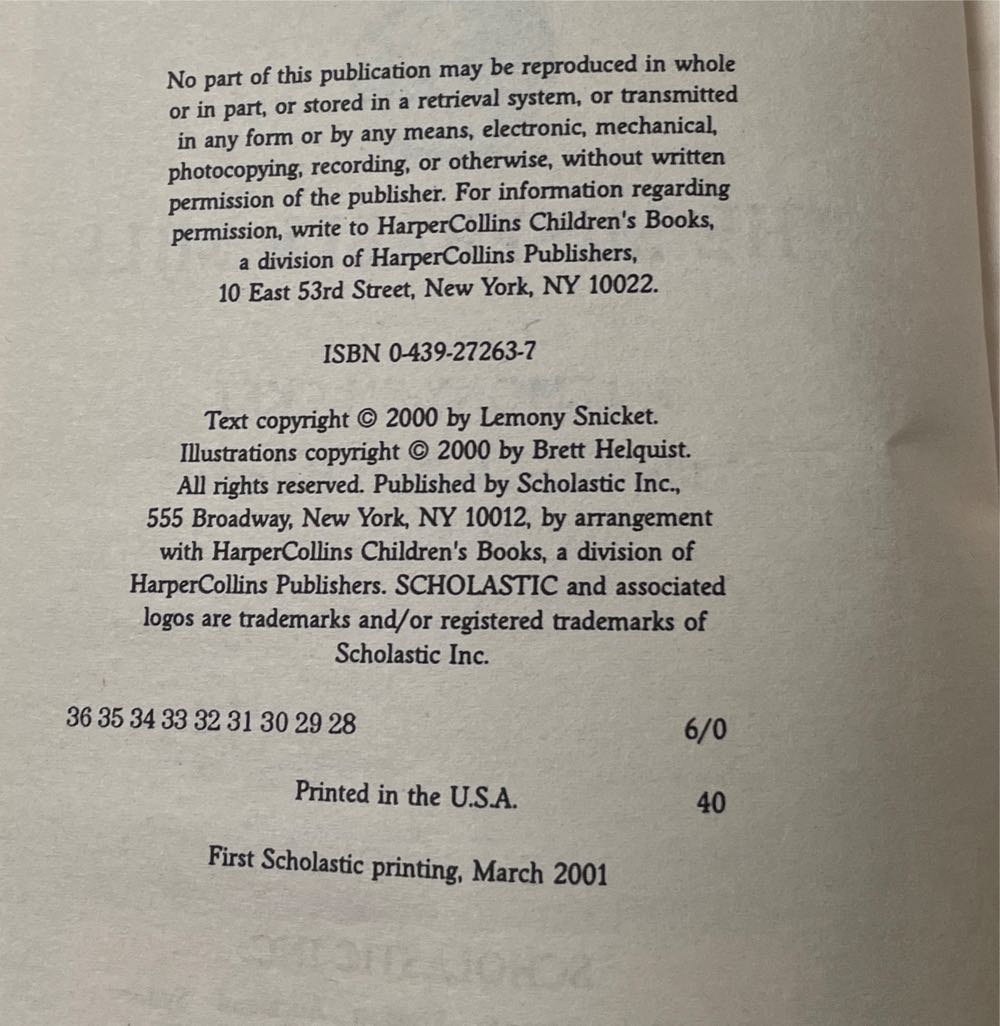 No part of this publication may be reproduced in whole
or in part, or stored in a retrieval system, or transmitted
in any form or by any means, electronic, mechanical,
photocopying, recording, or otherwise, without written
permission of the publisher. For information regarding
permission, write to HarperCollins Children's Books,
a division of HarperCollins Publishers,
10 East 53rd Street, New York, NY 10022.
ISBN 0-439-27263-7
Text copyright © 2000 by Lemony Snicket.
Illustrations copyright © 2000 by Brett Helquist.
All rights reserved. Published by Scholastic Inc.,
555 Broadway, New York, NY 10012, by arrangement
with HarperCollins Children's Books, a division of
HarperCollins Publishers. SCHOLASTIC and associated
logos are trademarks and/or registered trademarks of
Scholastic Inc.
36 35 34 33 32 31 30 29 28 6/0
Printed in the U.S.A. 40
First Scholastic printing, March 2001
SCHOLASTIC INC.